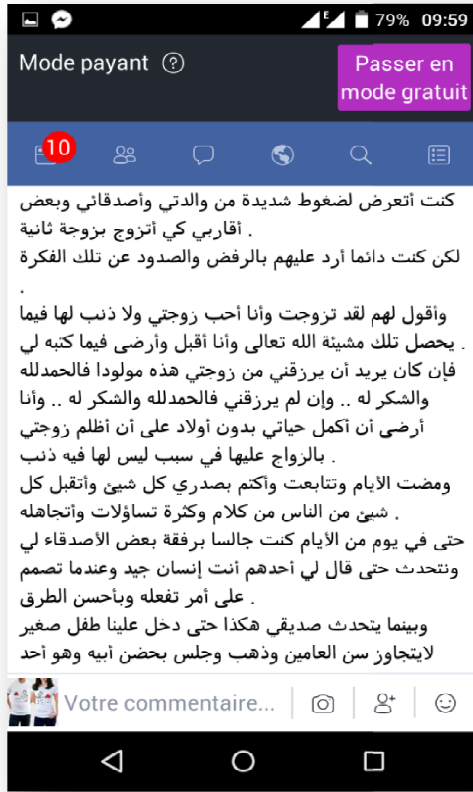 79% 09:59
Mode payant ?
Passer en
mode gratuit
10
كنت أتعرض لضغوط شديدة من والدتي وأصدقائي وبعض
أقاربي كي أتزوج بزوجة ثانية .
لكن كنت دائما أرد عليهم بالرفض والصدود عن تلك الفكرة
.
وأقول لهم لقد تزوجت وأنا أحب زوجتي ولا ذنب لها فيما
يحصل تلك مشيئة الله تعالى وأنا أقبل وأرضى فيما كتبه لي .
فإن كان يريد أن يرزقني من زوجتي هذه مولودا فالحمدلله
والشكر له .. وإن لم يرزقني فالحمدلله والشكر له .. وأنا
أرضى أن أكمل حياتي بدون أولاد على أن أظلم زوجتي
بالزواج عليها في سبب ليس لها فيه ذنب .
ومضت الأيام وتتابعت وأكتم بصدري كل شيئ وأتقبل كل
شيئ من الناس من كلام وكثرة تساؤلات وأتجاهله .
حتى في يوم من الأيام كنت جالسا برفقة بعض الأصدقاء لي
ونتحدث حتى قال لي أحدهم أنت إنسان جيد وعندما تصمم
على أمر تفعله وبأحسن الطرق .
وبينما يتحدث صديقي هكذا حتى دخل علينا طفل صغير
لايتجاوز سن العامين وذهب وجلس بحضن أبيه وهو أحد
Votre commentaire...